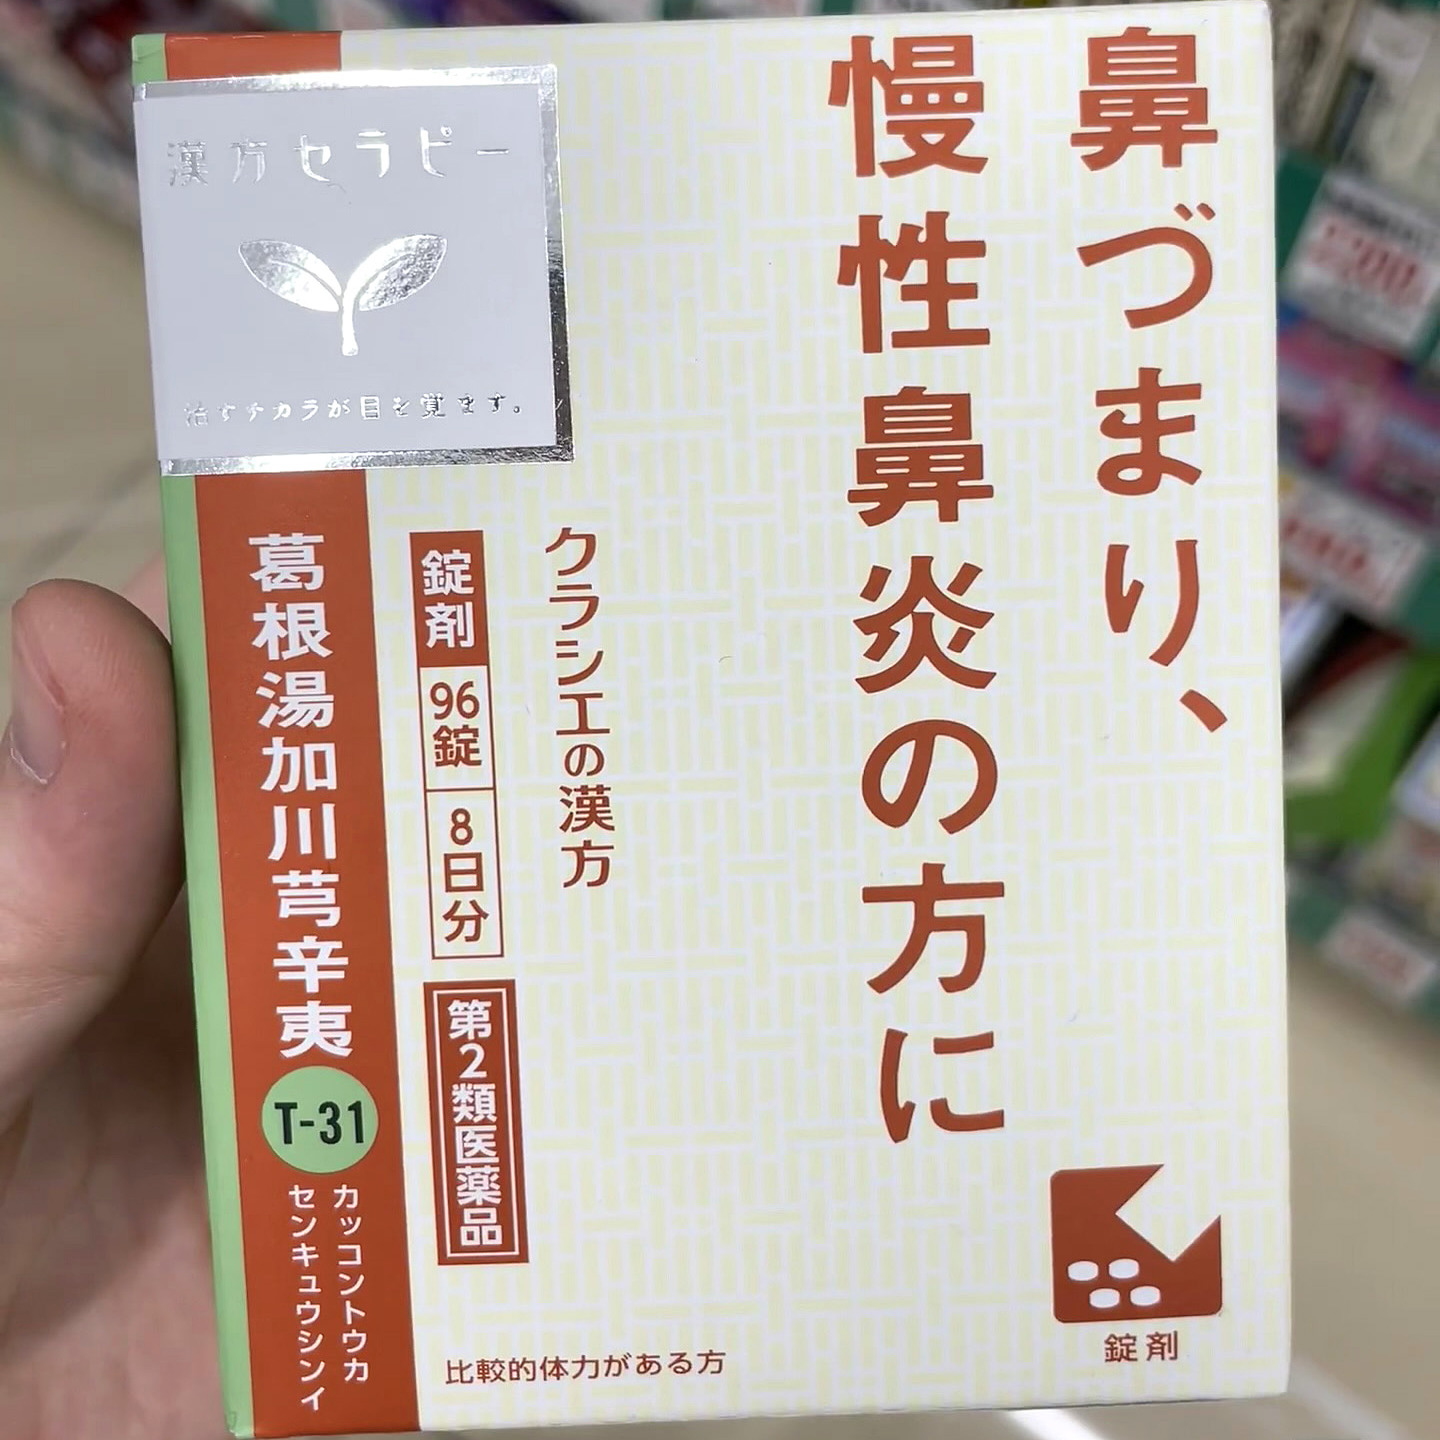 鼻づまり、
慢性鼻炎の方に
漢方セラピー
治すチカラが目を覚ます。
クラシエの漢方
錠剤
96錠
8日分
第2類医薬品
葛根湯加川芎辛夷
T-31
カッコントウカ
センキュウシンイ
比較的体力がある方
錠剤